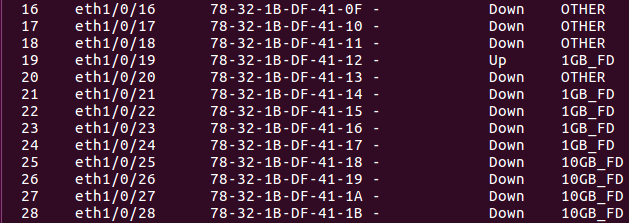 16 eth1/0/16 78-32-1B-DF-41-0F - Down OTHER
17 eth1/0/17 78-32-1B-DF-41-10 - Down OTHER
18 eth1/0/18 78-32-1B-DF-41-11 - Down OTHER
19 eth1/0/19 78-32-1B-DF-41-12 - Up 1GB_FD
20 eth1/0/20 78-32-1B-DF-41-13 - Down OTHER
21 eth1/0/21 78-32-1B-DF-41-14 - Down 1GB_FD
22 eth1/0/22 78-32-1B-DF-41-15 - Down 1GB_FD
23 eth1/0/23 78-32-1B-DF-41-16 - Down 1GB_FD
24 eth1/0/24 78-32-1B-DF-41-17 - Down 1GB_FD
25 eth1/0/25 78-32-1B-DF-41-18 - Down 10GB_FD
26 eth1/0/26 78-32-1B-DF-41-19 - Down 10GB_FD
27 eth1/0/27 78-32-1B-DF-41-1A - Down 10GB_FD
28 eth1/0/28 78-32-1B-DF-41-1B - Down 10GB_FD